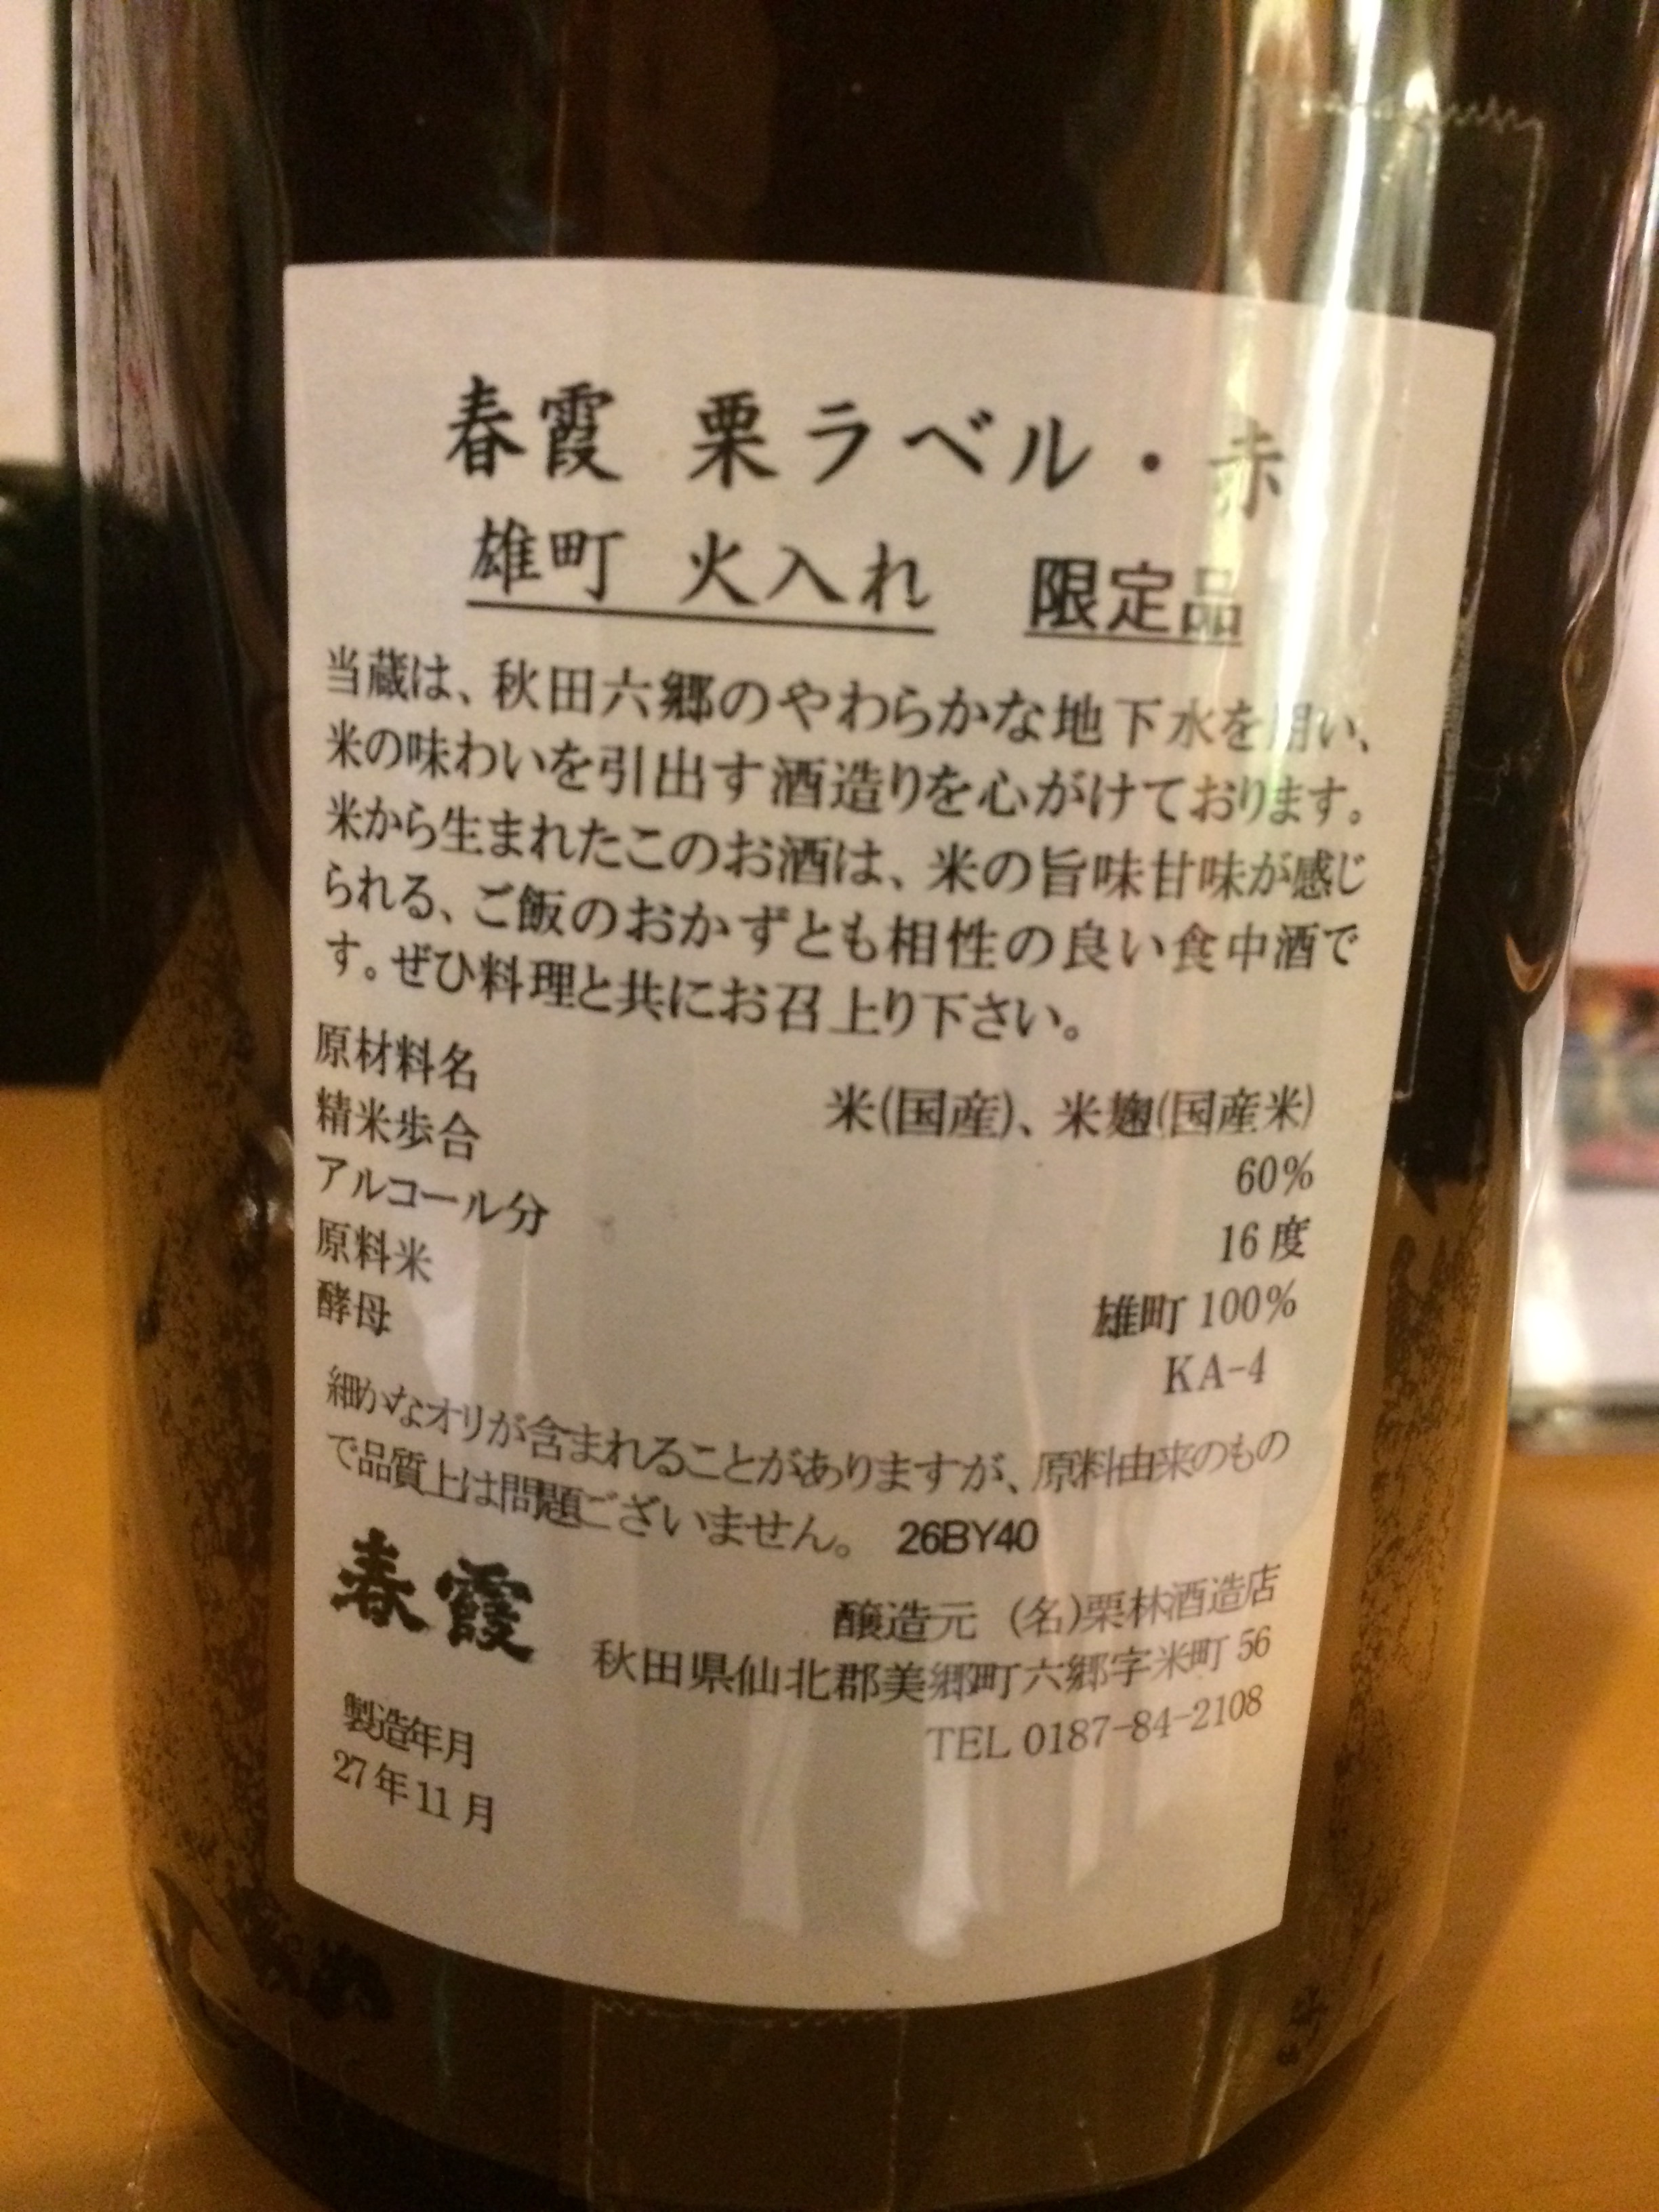 春霞 栗ラベル・赤
雄町 火入れ 限定品
当蔵は、秋田六郷のやわらかな地下水を用い、
米の味わいを引出す酒造りを心がけております。
米から生まれたこのお酒は、米の旨味甘味が感じ
られる、ご飯のおかずとも相性の良い食中酒で
す。ぜひ料理と共にお召上り下さい。
原材料名 米(国産)、米麹(国産米)
精米歩合 60%
アルコール分 16度
原料米 雄町100%
酵母 KA-4
細かなオリが含まれることがありますが、原料由来のもの
で品質上は問題ございません。 26BY40
春霞
醸造元 (名)栗林酒造店
秋田県仙北郡美郷町六郷字米町56
TEL 0187-84-2108
製造年月
27年11月